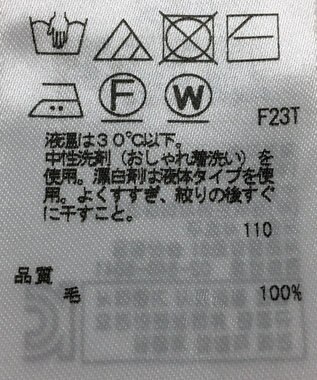 F W F23T
液温は30℃以下。
中性洗剤（おしゃれ着洗い）を
使用。漂白剤は液体タイプを使
用。よくすすぎ、絞りの後すぐ
に干すこと。
110
品質
毛 100%